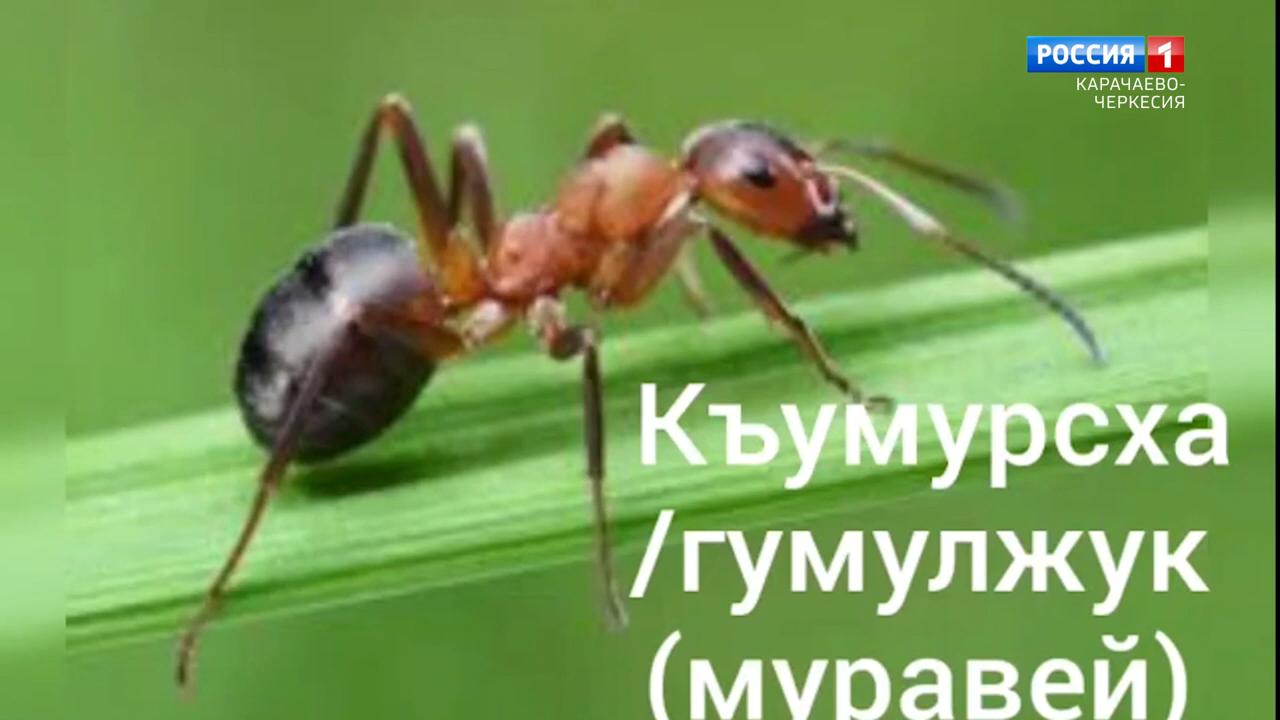 РОССИЯ 1
КАРАЧАЕВО-
ЧЕРКЕСИЯ
Къумурсха
/гумулжук
(муравей)